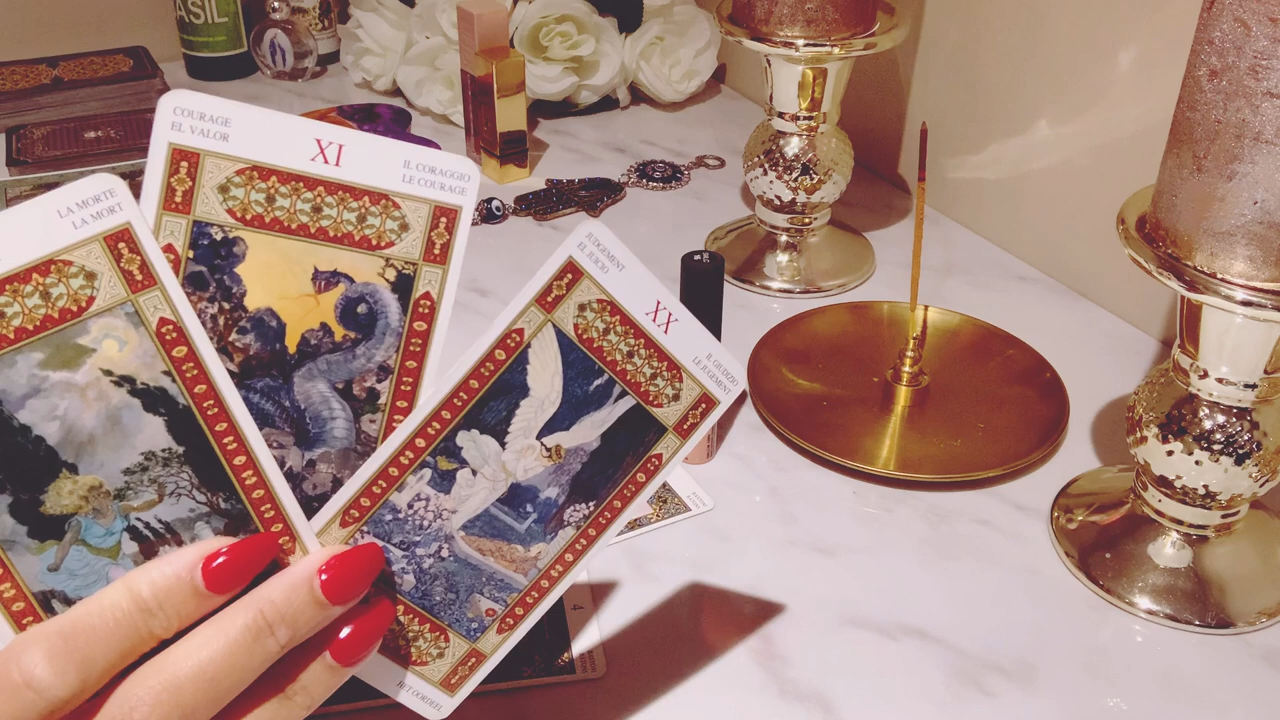 ASIL
COURAGE
EL VALOR
XI
IL CORAGGIO
LE COURAGE
LA MORTE
LA MORT
JUDGEMENT
EL JUICIO
XX
IL GIUDIZIO
LE JUGEMENT
HET OORDEEL
4